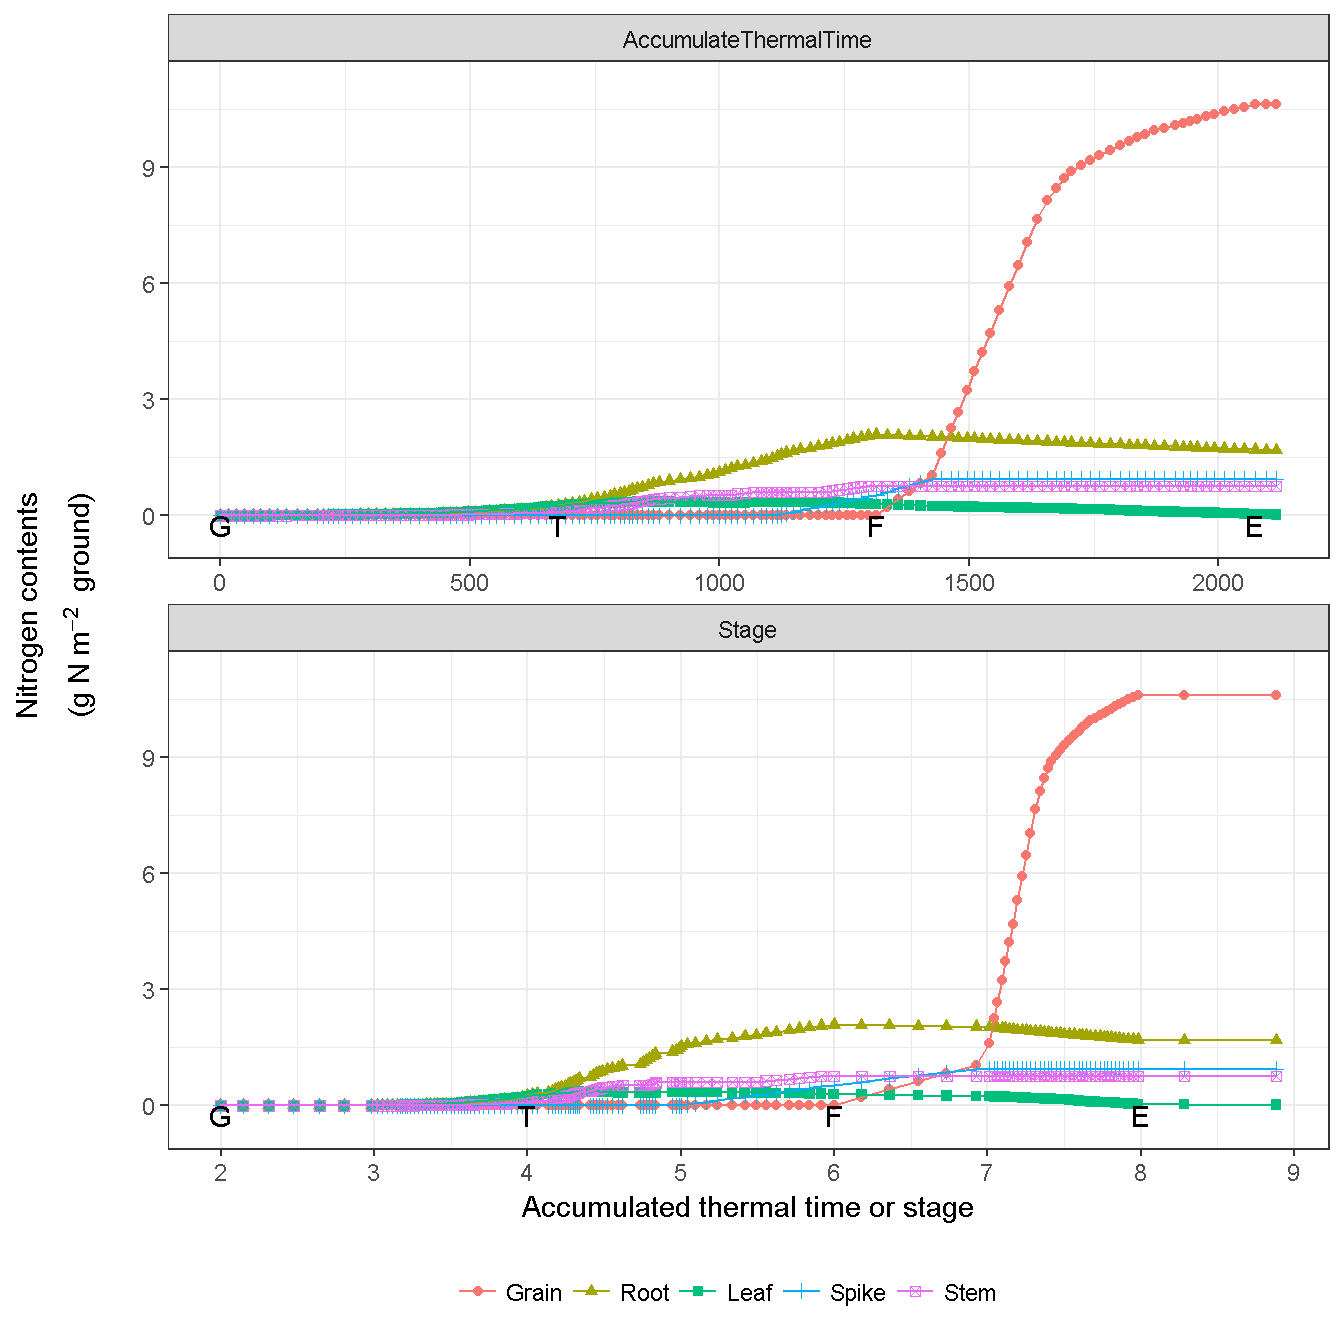 AccumulateThermalTime
9
6
3
0
G T F E
0 500 1000 1500 2000
Nitrogen contents
(g N m⁻² ground)
Stage
9
6
3
0
G T F E
2 3 4 5 6 7 8 9
Accumulated thermal time or stage
Grain Root Leaf Spike Stem